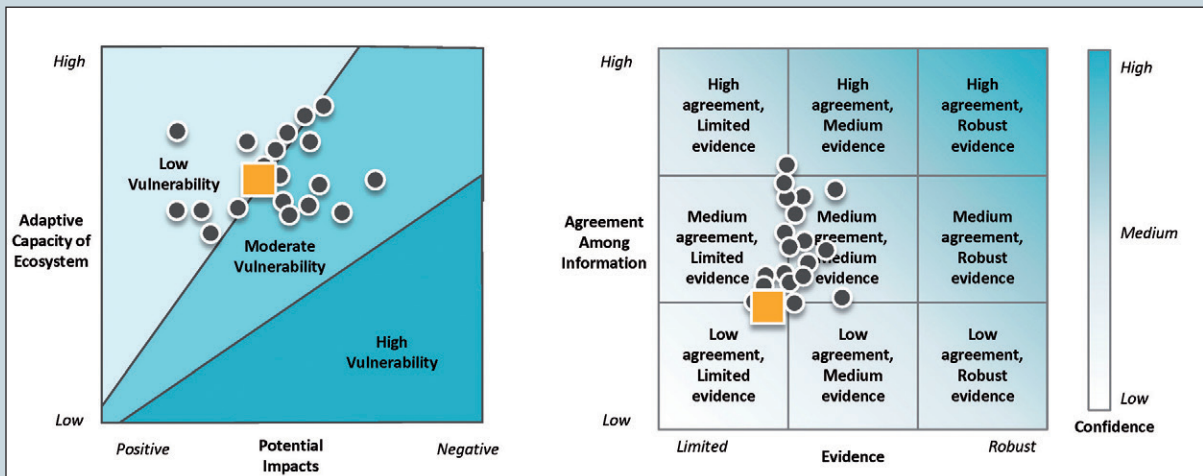 High
Low
Vulnerability
Adaptive
Capacity of
Ecosystem
Moderate
Vulnerability
High
Vulnerability
Low
Positive
Potential
Impacts
Negative
High
High
agreement,
Limited
evidence
High
agreement,
Medium
evidence
High
agreement,
Robust
evidence
Agreement
Among
Information
Medium
agreement,
Limited
evidence
Medium
agreement,
Medium
evidence
Medium
agreement,
Robust
evidence
Low
agreement,
Limited
evidence
Low
agreement,
Medium
evidence
Low
agreement,
Robust
evidence
Low
Limited
Evidence
Robust
High
Medium
Low
Confidence